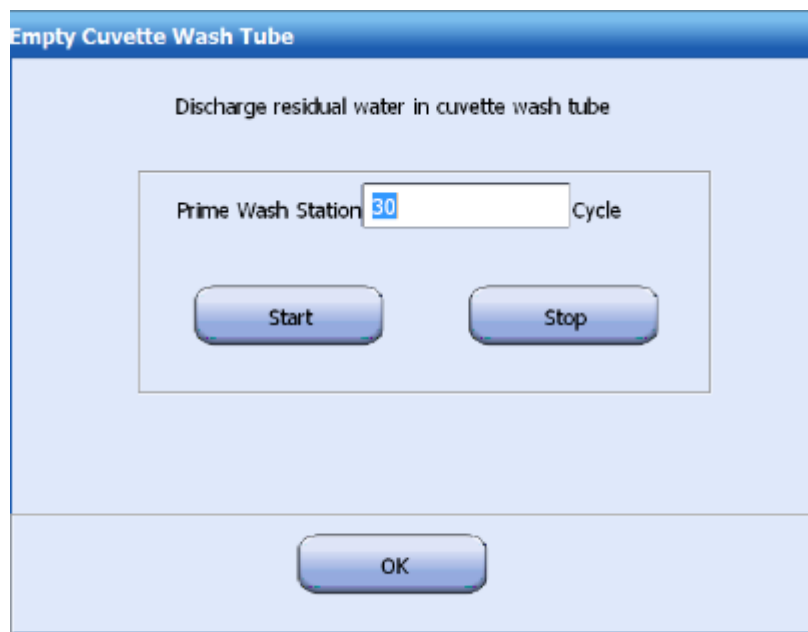 Empty Cuvette Wash Tube
Discharge residual water in cuvette wash tube
Prime Wash Station 30 Cycle
Start Stop
OK